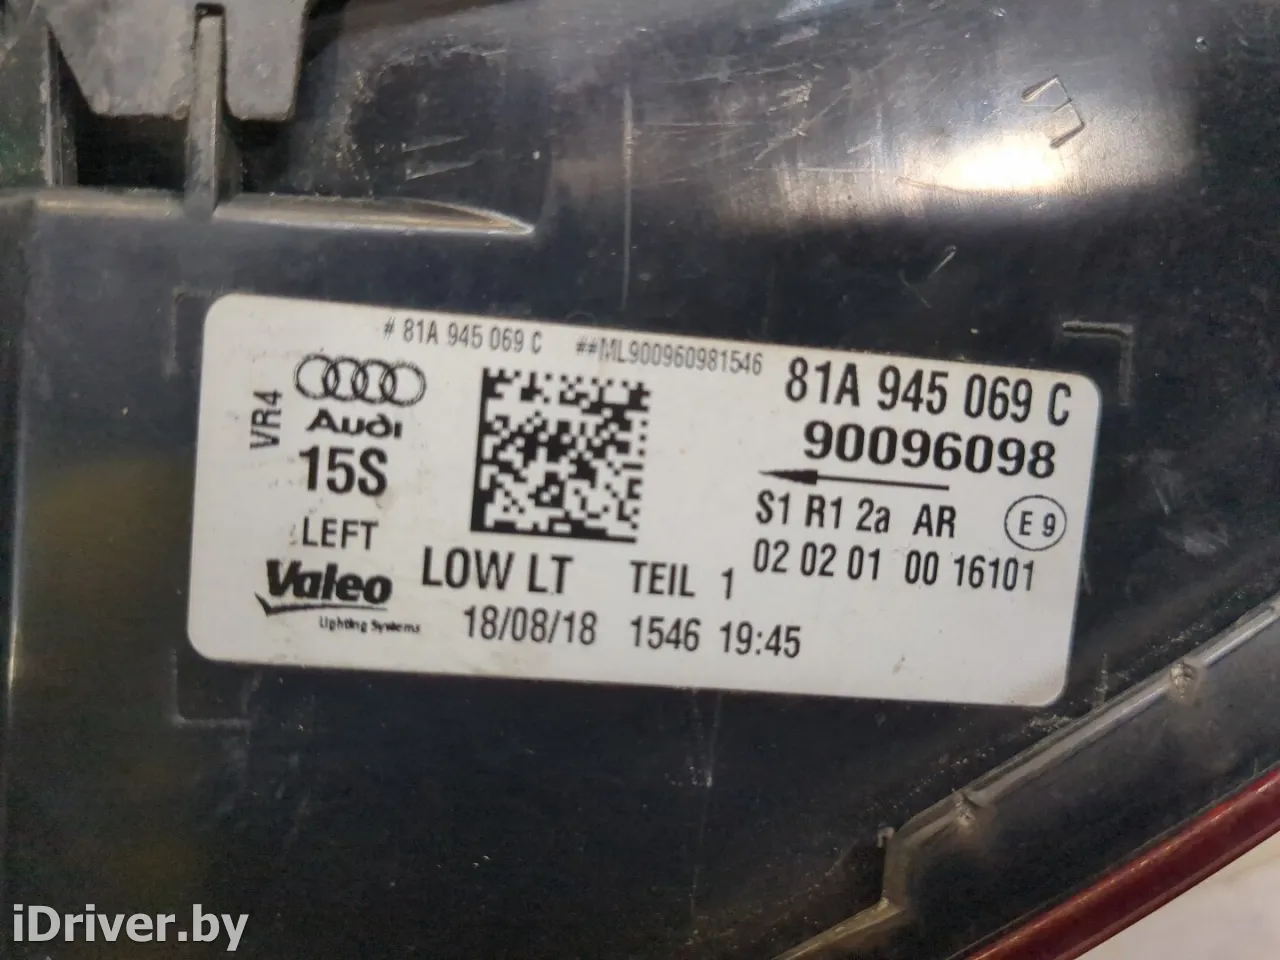 # 81A 945 069 C ##ML900960981546
81A 945 069 C
90096098
VR4
Audi
15S
LEFT
Valeo
Lighting Systems
LOW LT TEIL 1
18/08/18 1546 19:45
S1 R1 2a AR E 9
02 02 01 00 16101
iDriver.by